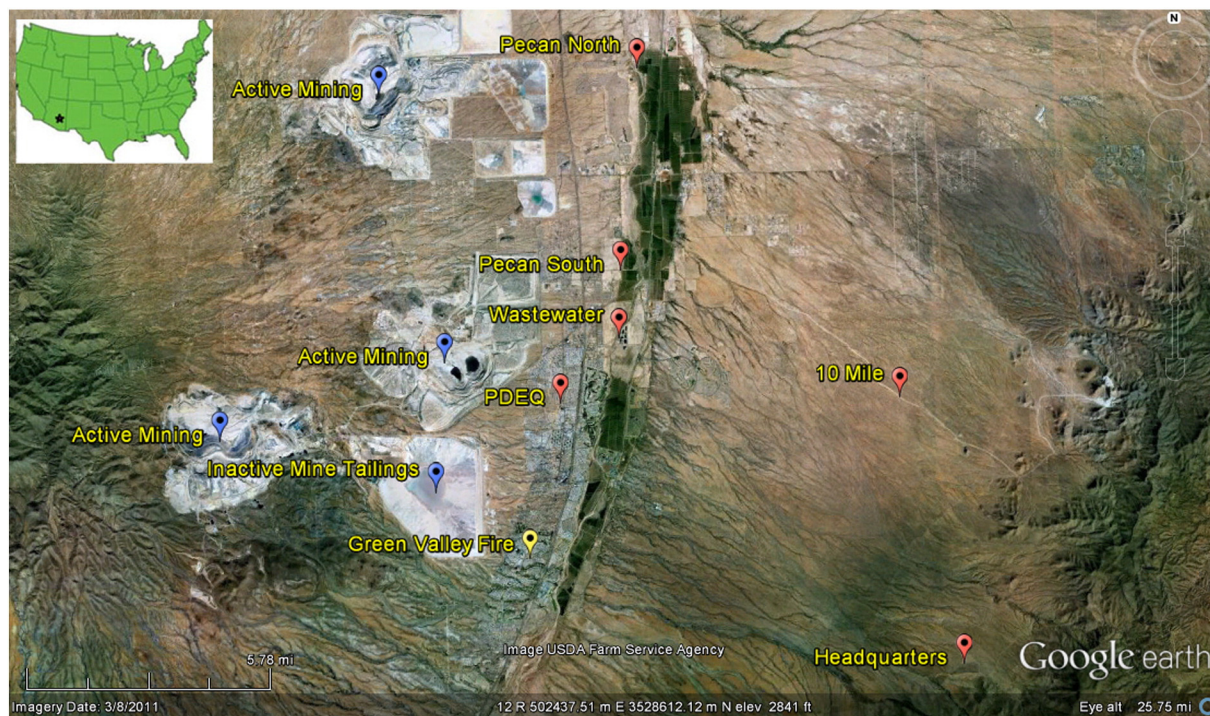 N
Pecan North
Active Mining
Pecan South
Wastewater
Active Mining
10 Mile
PDEQ
Active Mining
Inactive Mine Tailings
Green Valley Fire
Image USDA Farm Service Agency
Headquarters
Google earth
5.78 mi
Imagery Date: 3/8/2011 12 R 502437.51 m E 3528612.12 m N elev 2841 ft Eye alt 25.75 mi